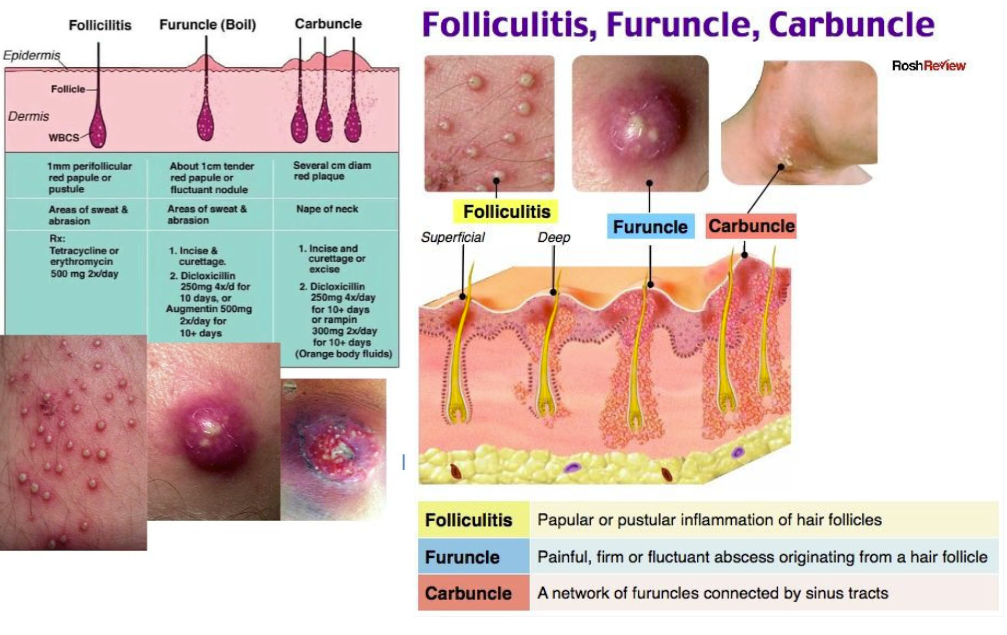 Follicilitis
Furuncle (Boil)
Carbuncle
Epidermis
Follicle
Dermis
WBCS
1mm perifollicular
red papule or
pustule
About 1cm tender
red papule or
fluctuant nodule
Several cm diam
red plaque
Areas of sweat &
abrasion
Areas of sweat &
abrasion
Nape of neck
Rx:
Tetracycline or
erythromycin
500 mg 2x/day
1. Incise &
curettage.
2. Dicloxicillin
250mg 4x/d for
10 days, or
Augmentin 500mg
2x/day for
10+ days
1. Incise and
curettage or
excise
2. Dicloxicillin
250mg 4x/day
for 10+ days
or rampin
300mg 2x/day
for 10+ days
(Orange body fluids)
Folliculitis, Furuncle, Carbuncle
RoshReview
Folliculitis
Furuncle
Carbuncle
Superficial
Deep
Folliculitis
Papular or pustular inflammation of hair follicles
Furuncle
Painful, firm or fluctuant abscess originating from a hair follicle
Carbuncle
A network of furuncles connected by sinus tracts